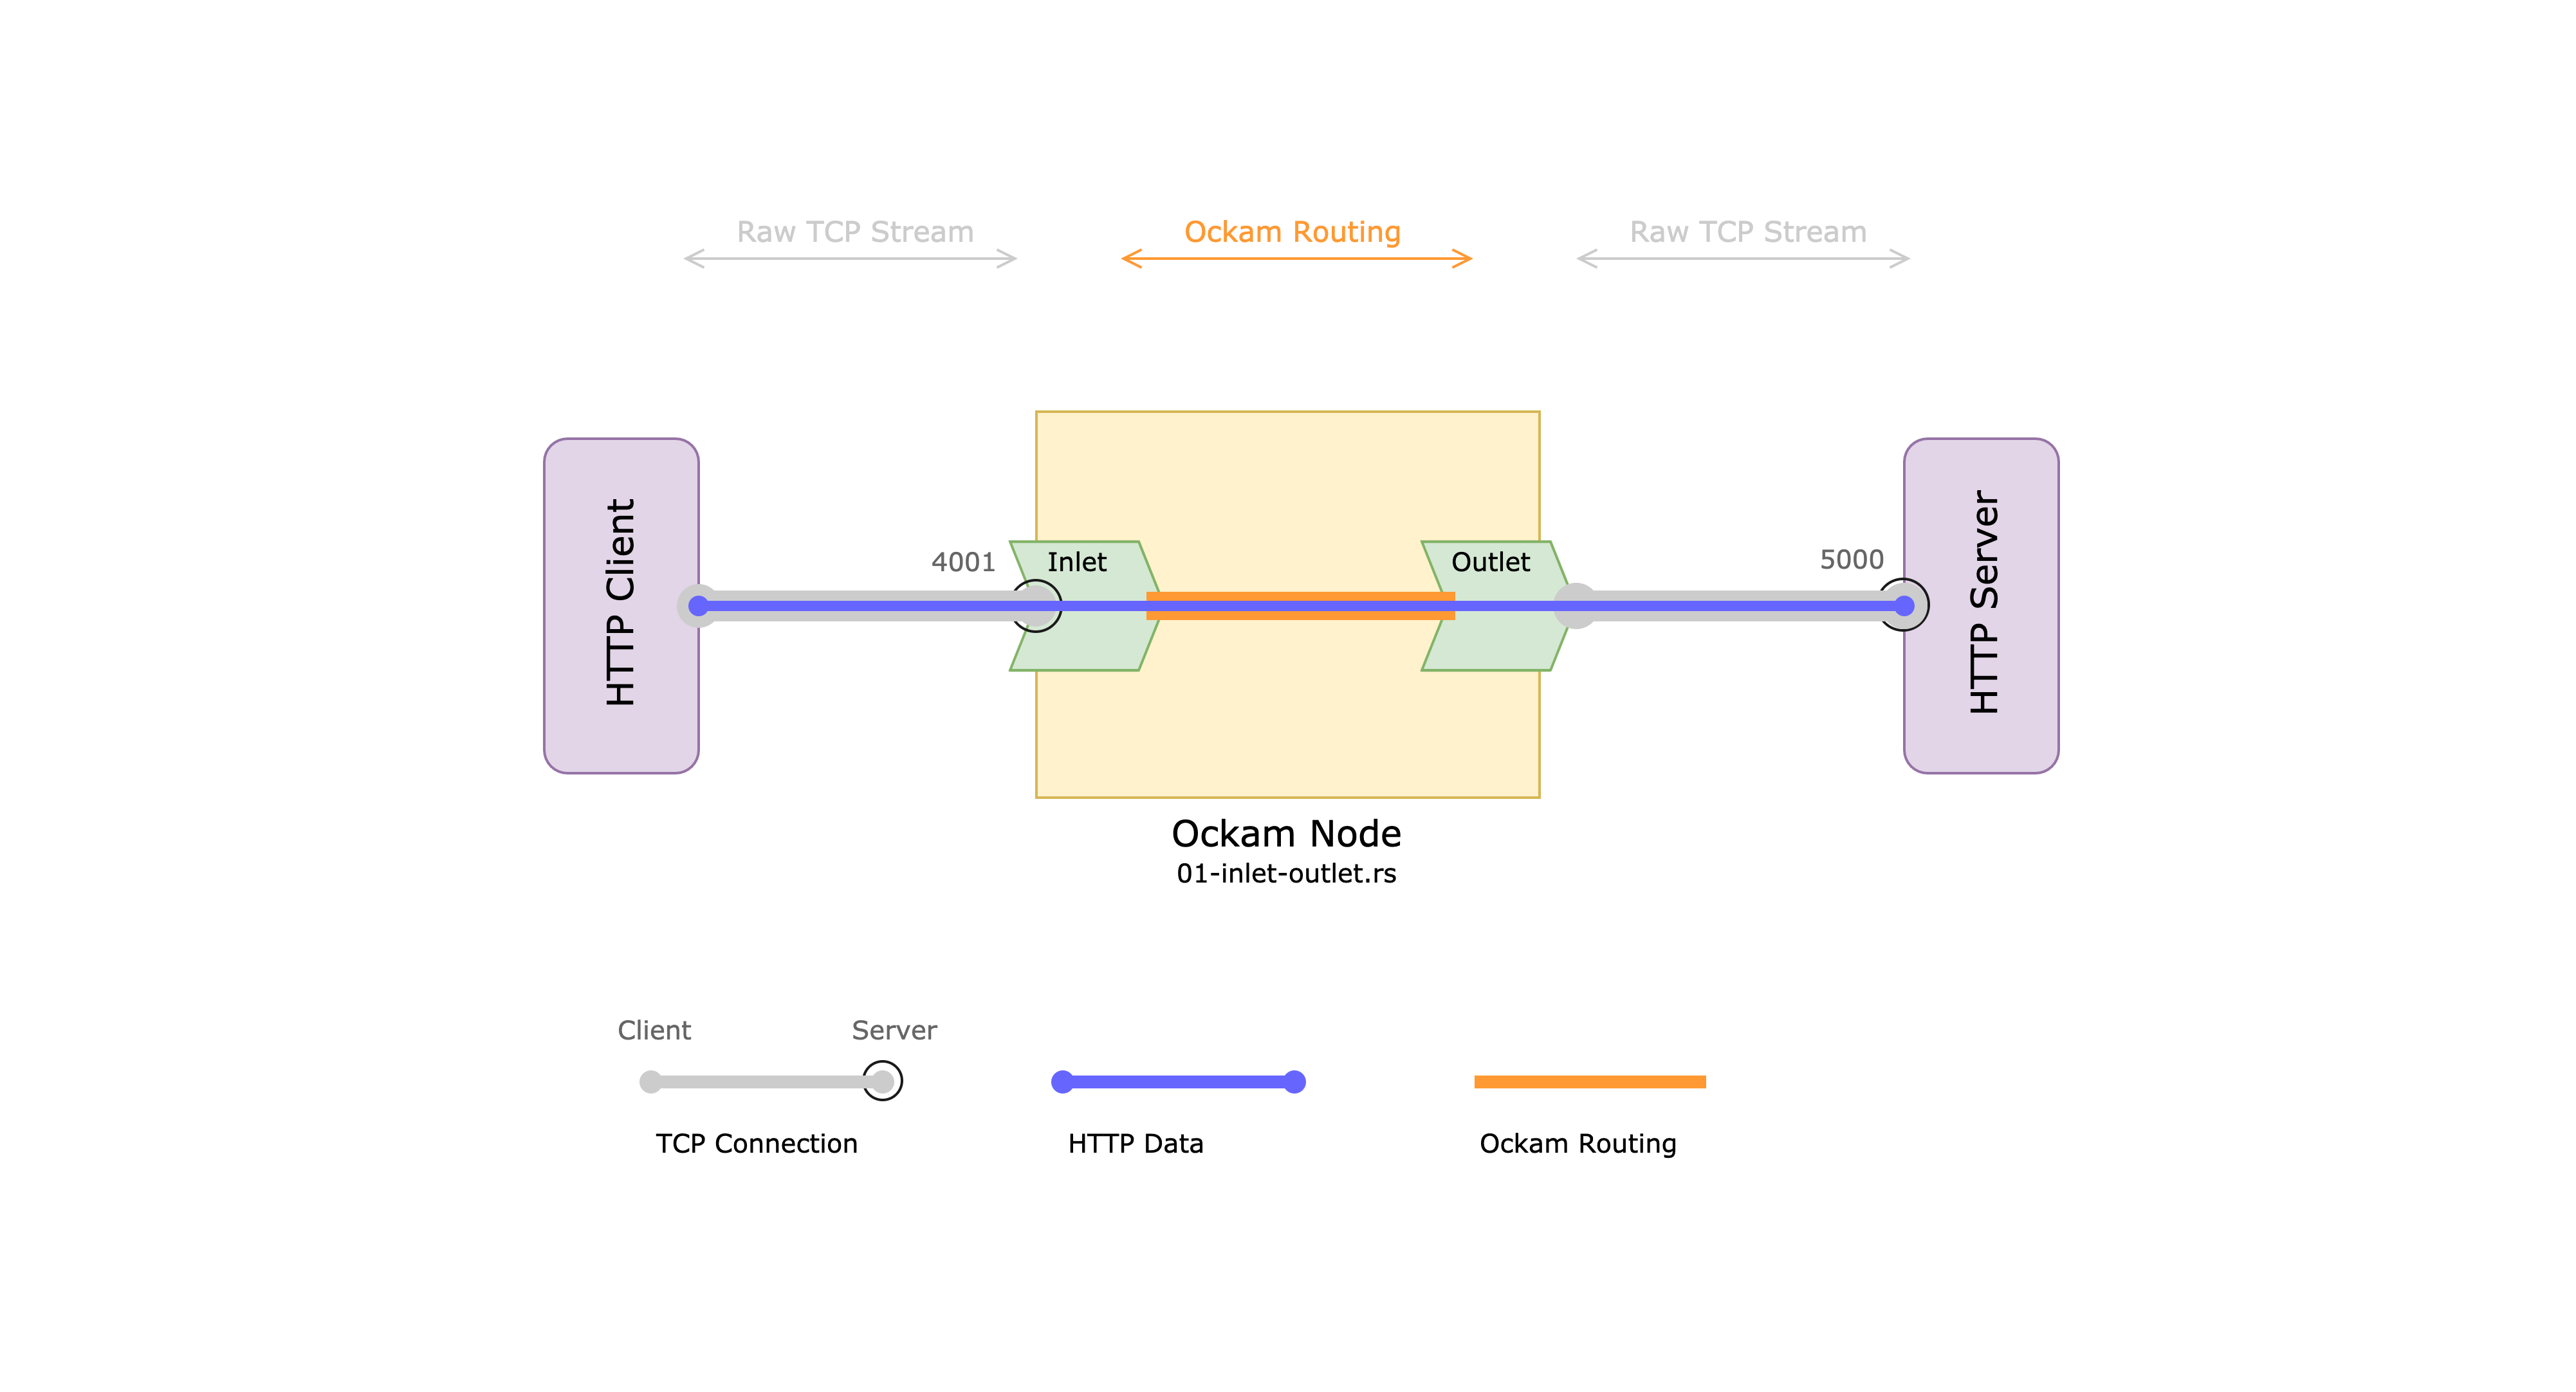 Raw TCP Stream
Ockam Routing
Raw TCP Stream
HTTP Client
4001
Inlet
Outlet
5000
HTTP Server
Ockam Node
01-inlet-outlet.rs
Client
Server
TCP Connection
HTTP Data
Ockam Routing